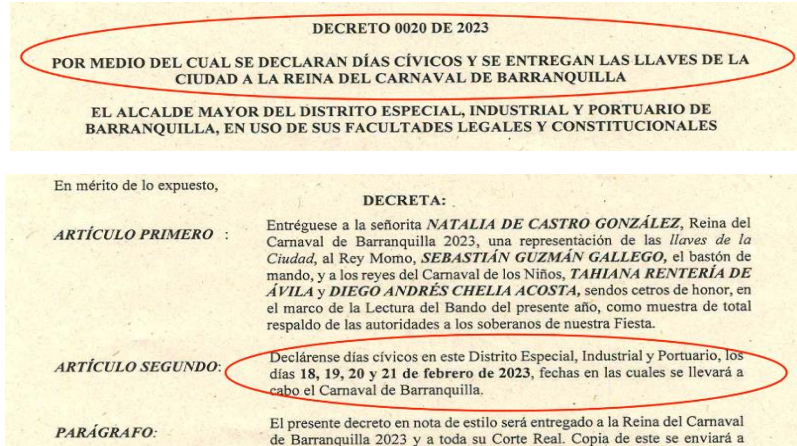 DECRETO 0020 DE 2023
POR MEDIO DEL CUAL SE DECLARAN DÍAS CÍVICOS Y SE ENTREGAN LAS LLAVES DE LA
CIUDAD A LA REINA DEL CARNAVAL DE BARRANQUILLA
EL ALCALDE MAYOR DEL DISTRITO ESPECIAL, INDUSTRIAL Y PORTUARIO DE
BARRANQUILLA, EN USO DE SUS FACULTADES LEGALES Y CONSTITUCIONALES
En mérito de lo expuesto,
DECRETA:
ARTÍCULO PRIMERO :
Entréguese a la señorita NATALIA DE CASTRO GONZÁLEZ, Reina del
Carnaval de Barranquilla 2023, una representación de las llaves de la
Ciudad, al Rey Momo, SEBASTIÁN GUZMÁN GALLEGO, el bastón de
mando, y a los reyes del Carnaval de los Niños, TAHIANA RENTERÍA DE
ÁVILA y DIEGO ANDRÉS CHELIA ACOSTA, sendos cetros de honor, en
el marco de la Lectura del Bando del presente año, como muestra de total
respaldo de las autoridades a los soberanos de nuestra Fiesta.
ARTÍCULO SEGUNDO:
Declárense días cívicos en este Distrito Especial, Industrial y Portuario, los
días 18, 19, 20 y 21 de febrero de 2023, fechas en las cuales se llevará a
cabo el Carnaval de Barranquilla.
PARÁGRAFO:
El presente decreto en nota de estilo será entregado a la Reina del Carnaval
de Barranquilla 2023 y a toda su Corte Real. Copia de este se enviará a